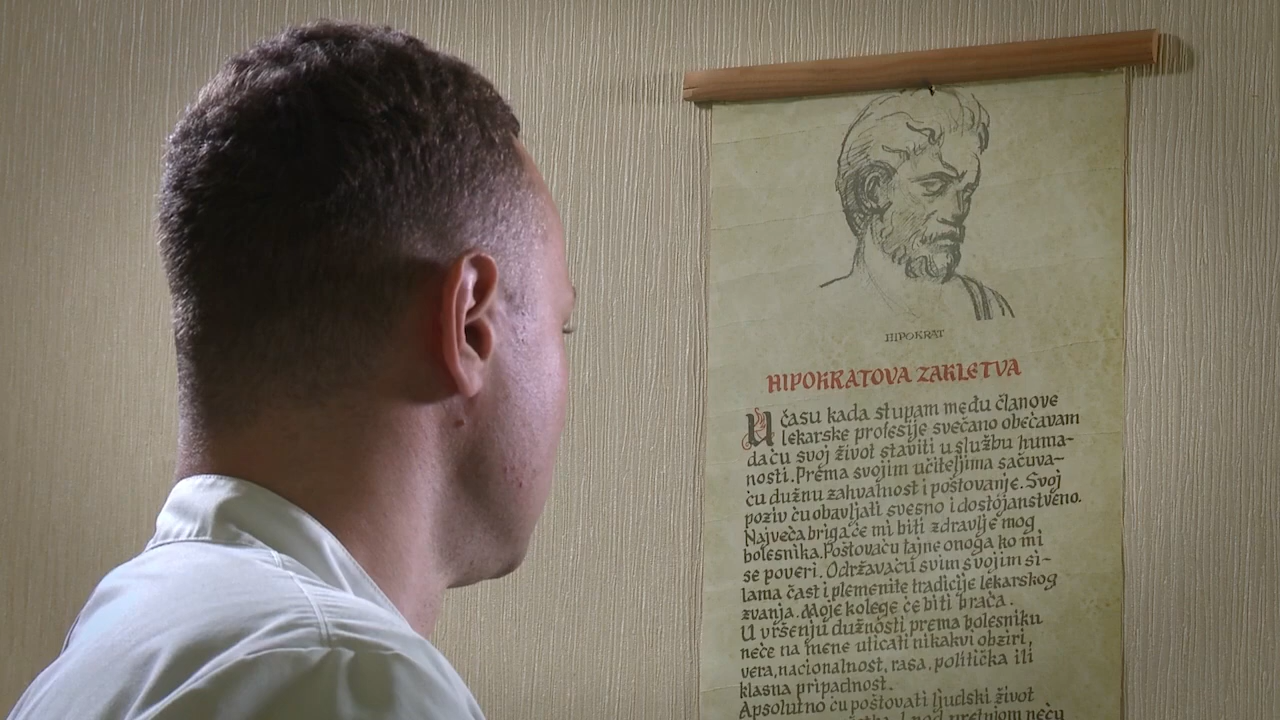 HIPOKRAT
HIPOKRATOVA ZAKLETVA
U času kada stupam među članove
lekarske profesije svečano obećavam
da ću svoj život staviti u službu huma-
nosti. Prema svojim učiteljima sačuva-
ću dužnu zahvalnost i poštovanje. Svoj
poziv ću obavljati svesno i dostojanstveno.
Najveća briga će mi biti zdravlje mog
bolesnika. Poštovaću tajne onoga ko mi
se poveri. Održavaću svim svojim si-
lama čast i plemenite tradicije lekarskog
zvanja. Moje kolege će biti braća.
U vršenju dužnosti prema bolesniku
neće na mene uticati nikakvi obziri,
vera, nacionalnost, rasa, politička ili
klasna pripadnost.
Apsolutno ću poštovati ljudski život
pod pretnjom neću